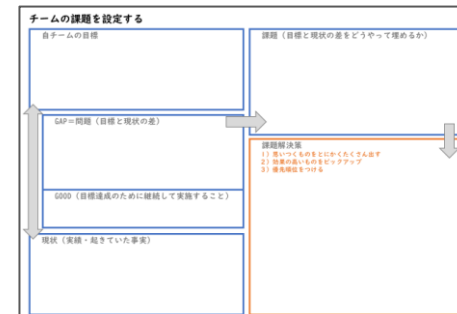 チームの課題を設定する
自チームの目標
GAP＝問題（目標と現状の差）
GOOD（目標達成のために継続して実施すること）
現状（実績・起きていた事実）
課題（目標と現状の差をどうやって埋めるか）
課題解決策
1）思いつくものをとにかくたくさん出す
2）効果の高いものをピックアップ
3）優先順位をつける